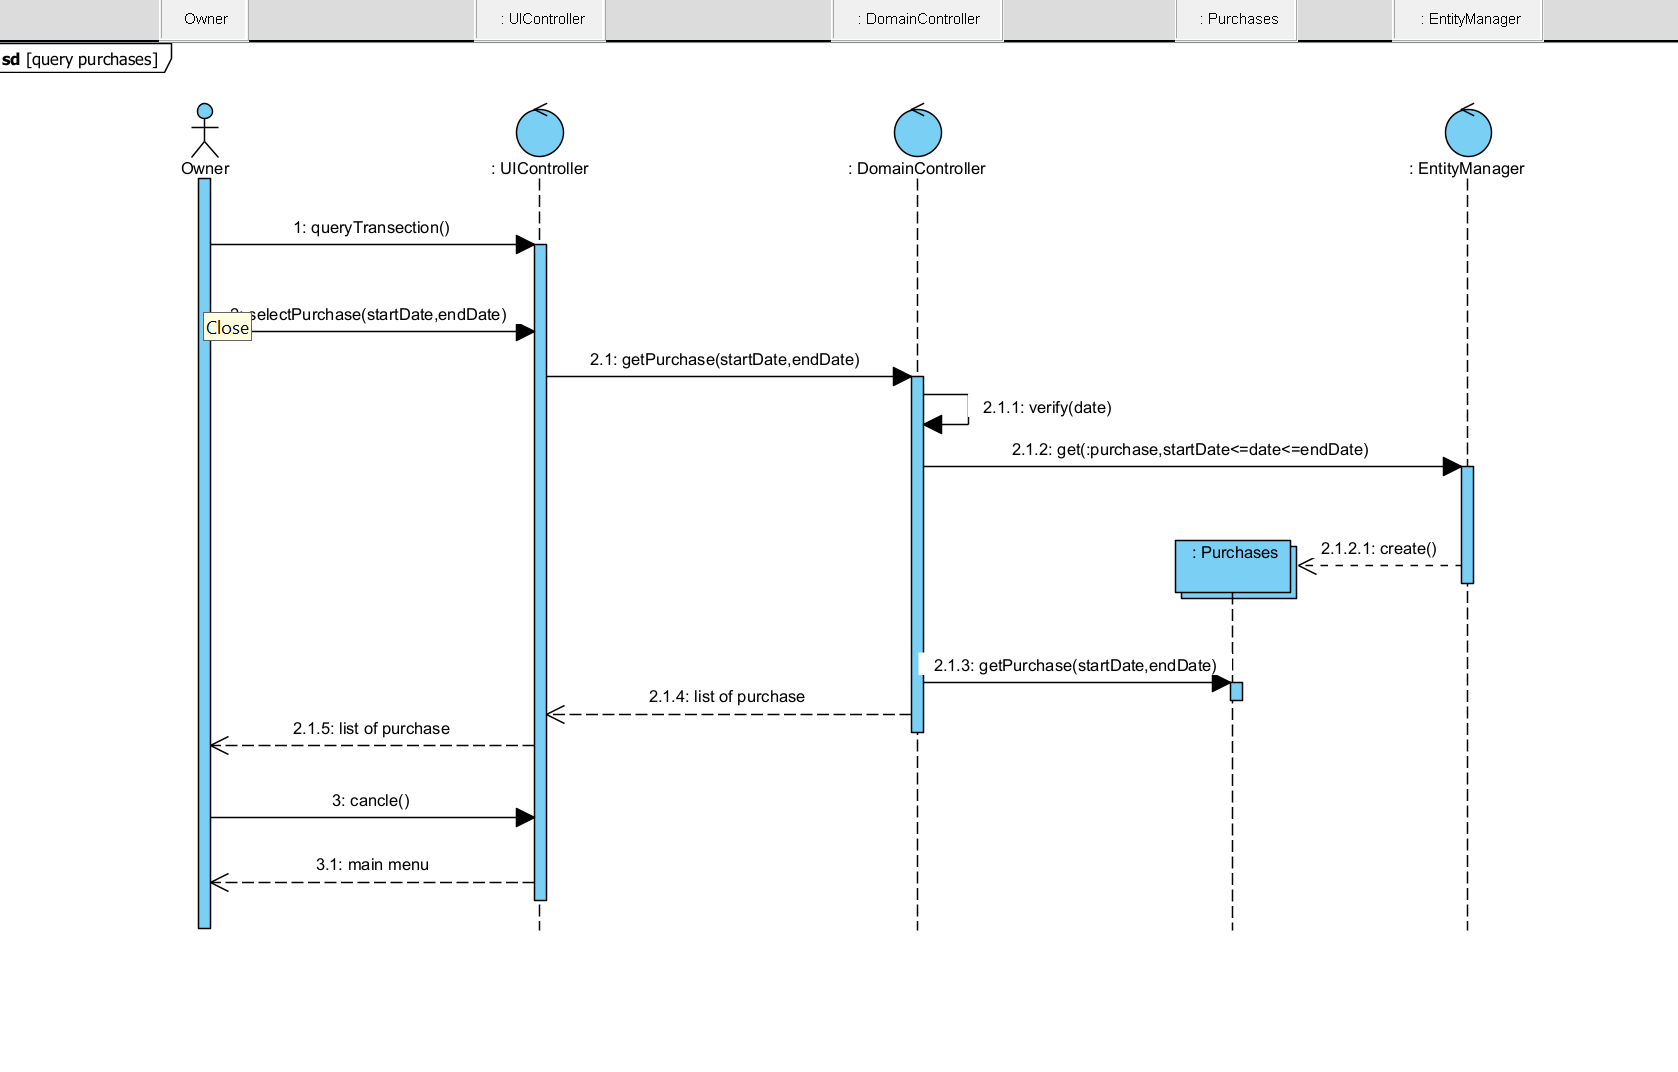 Owner
: UIController
: DomainController
: Purchases
: EntityManager
sd [query purchases]
Owner
: UIController
: DomainController
: EntityManager
1: queryTransection()
selectPurchase(startDate,endDate)
Close
2.1: getPurchase(startDate,endDate)
2.1.1: verify(date)
2.1.2: get(:purchase,startDate<=date<=endDate)
2.1.2.1: create()
: Purchases
2.1.3: getPurchase(startDate,endDate)
2.1.4: list of purchase
2.1.5: list of purchase
3: cancle()
3.1: main menu